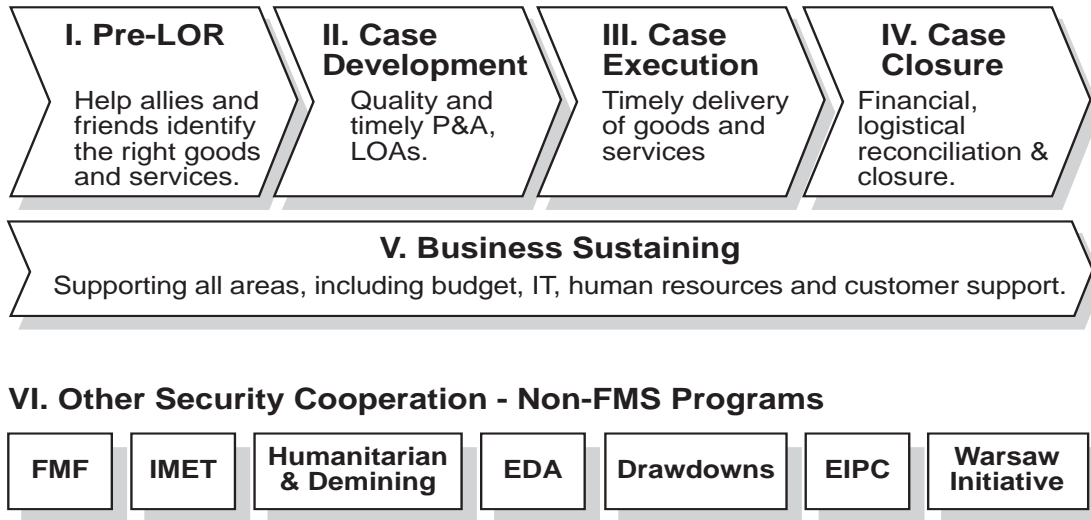 I. Pre-LOR
Help allies and
friends identify
the right goods
and services.
II. Case
Development
Quality and
timely P&A,
LOAs.
III. Case
Execution
Timely delivery
of goods and
services
IV. Case
Closure
Financial,
logistical
reconciliation &
closure.
V. Business Sustaining
Supporting all areas, including budget, IT, human resources and customer support.
VI. Other Security Cooperation - Non-FMS Programs
FMF
IMET
Humanitarian
& Demining
EDA
Drawdowns
EIPC
Warsaw
Initiative